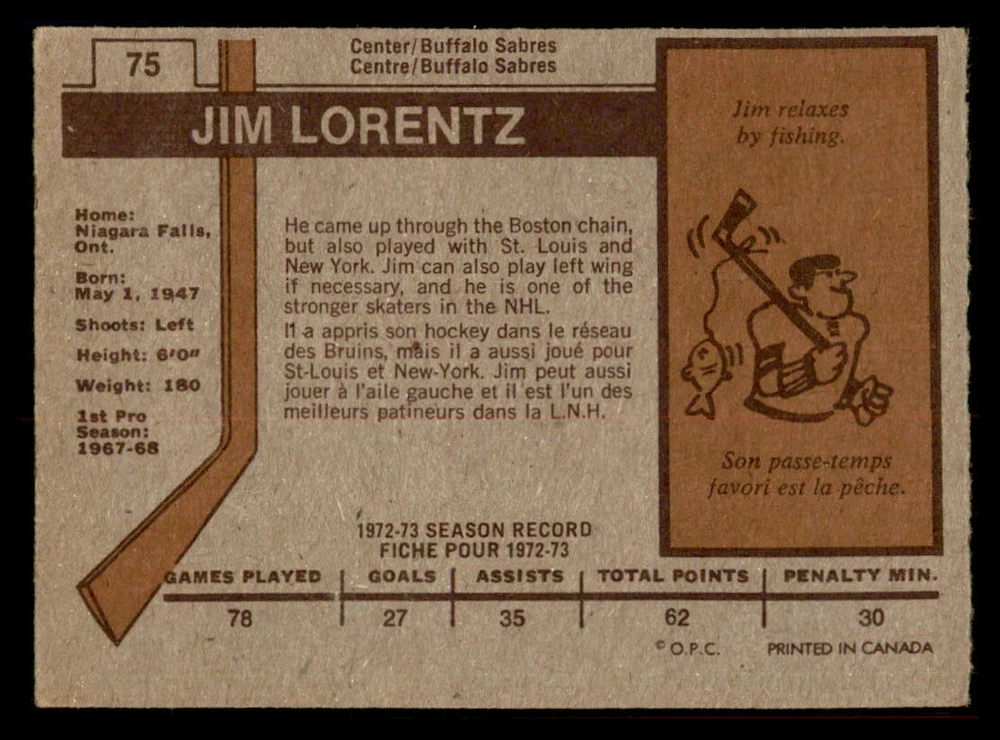 75
Center/Buffalo Sabres
Centre/Buffalo Sabres
JIM LORENTZ
Home:
Niagara Falls,
Ont.
Born:
May 1, 1947
Shoots: Left
Height: 6'0"
Weight: 180
1st Pro
Season:
1967-68
He came up through the Boston chain,
but also played with St. Louis and
New York. Jim can also play left wing
if necessary, and he is one of the
stronger skaters in the NHL.
Il a appris son hockey dans le réseau
des Bruins, mais il a aussi joué pour
St-Louis et New-York. Jim peut aussi
jouer à l'aile gauche et il est l'un des
meilleurs patineurs dans la L.N.H.
Jim relaxes
by fishing.
Son passe-temps
favori est la pêche.
1972-73 SEASON RECORD
FICHE POUR 1972-73
GAMES PLAYED GOALS ASSISTS TOTAL POINTS PENALTY MIN.
78 27 35 62 30
© O.P.C. PRINTED IN CANADA